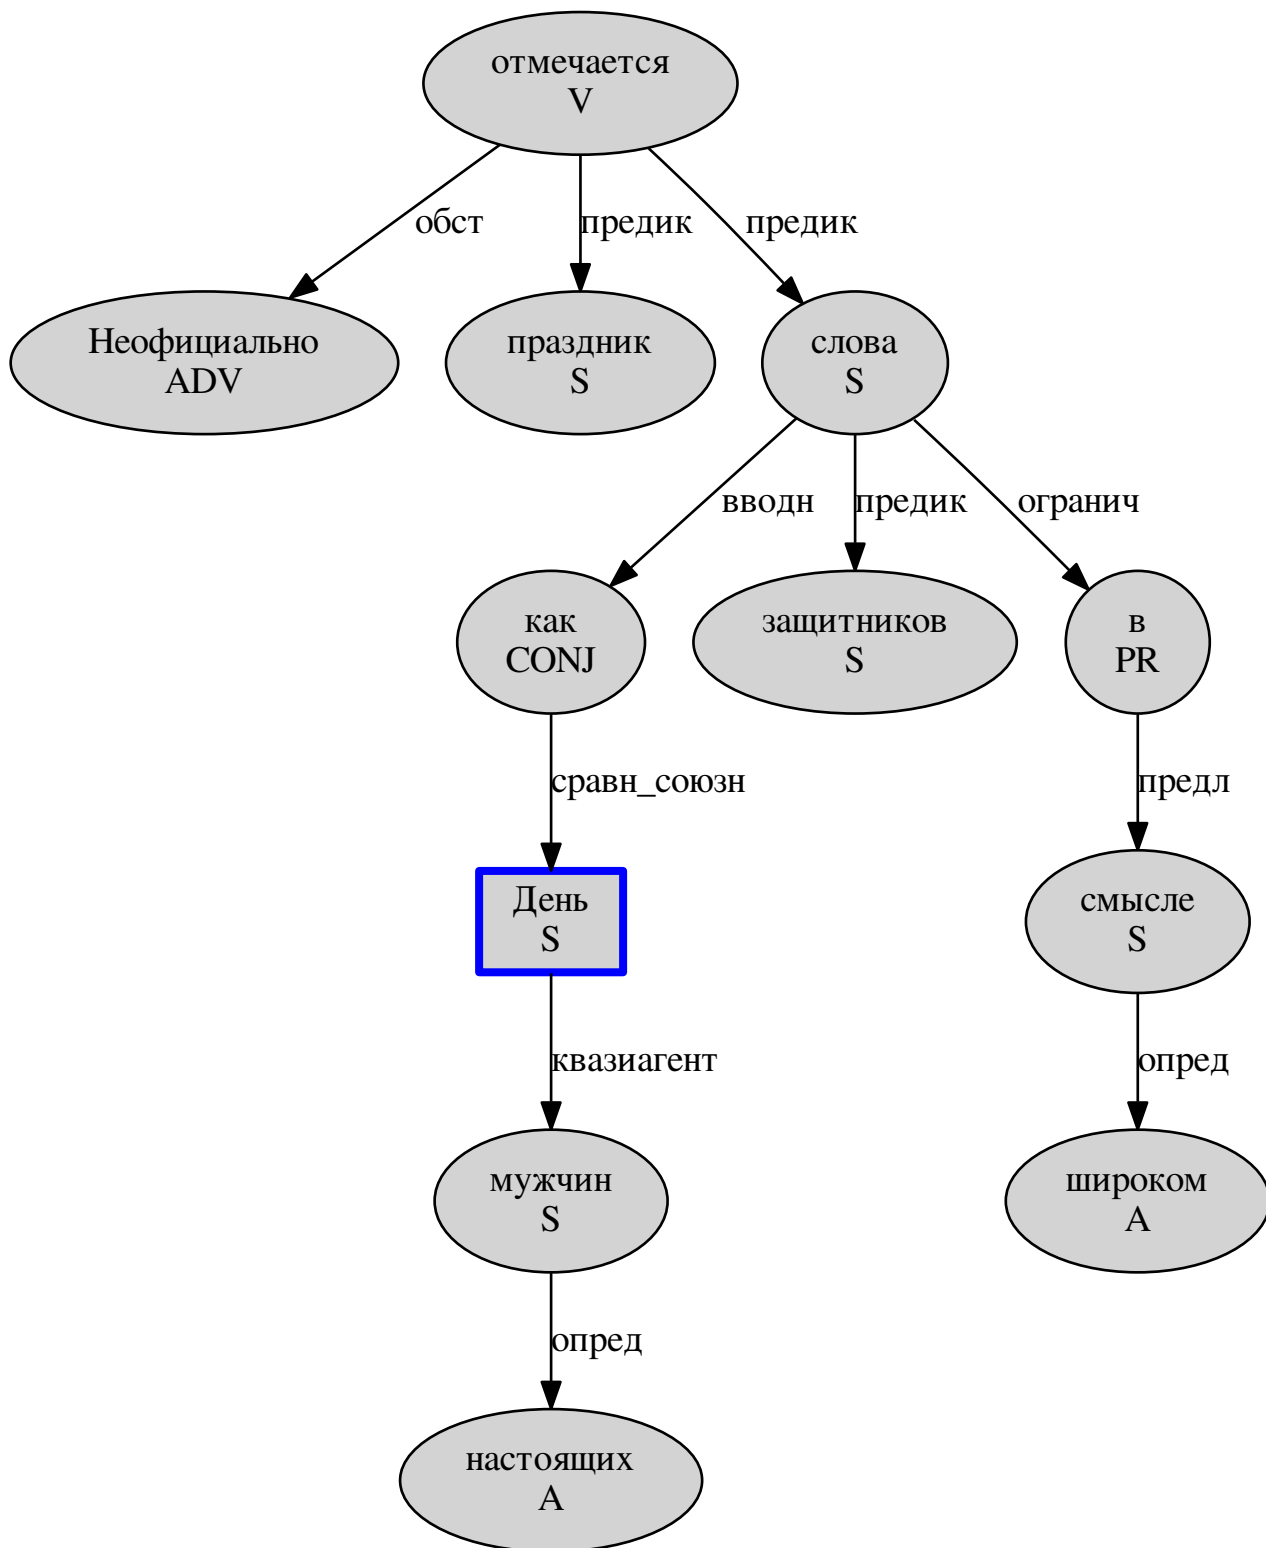 отмечается
V
обст
предик
предик
Неофициально
ADV
праздник
S
слова
S
вводн
предик
огранич
как
CONJ
защитников
S
в
PR
сравн_союзн
предл
День
S
смысле
S
квазиагент
опред
мужчин
S
широком
A
опред
настоящих
A